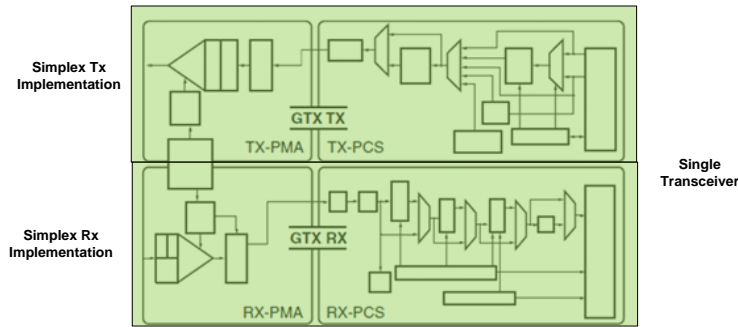 Simplex Tx
Implementation
GTX TX
TX-PMA
TX-PCS
Single
Transceiver
Simplex Rx
Implementation
GTX RX
RX-PMA
RX-PCS